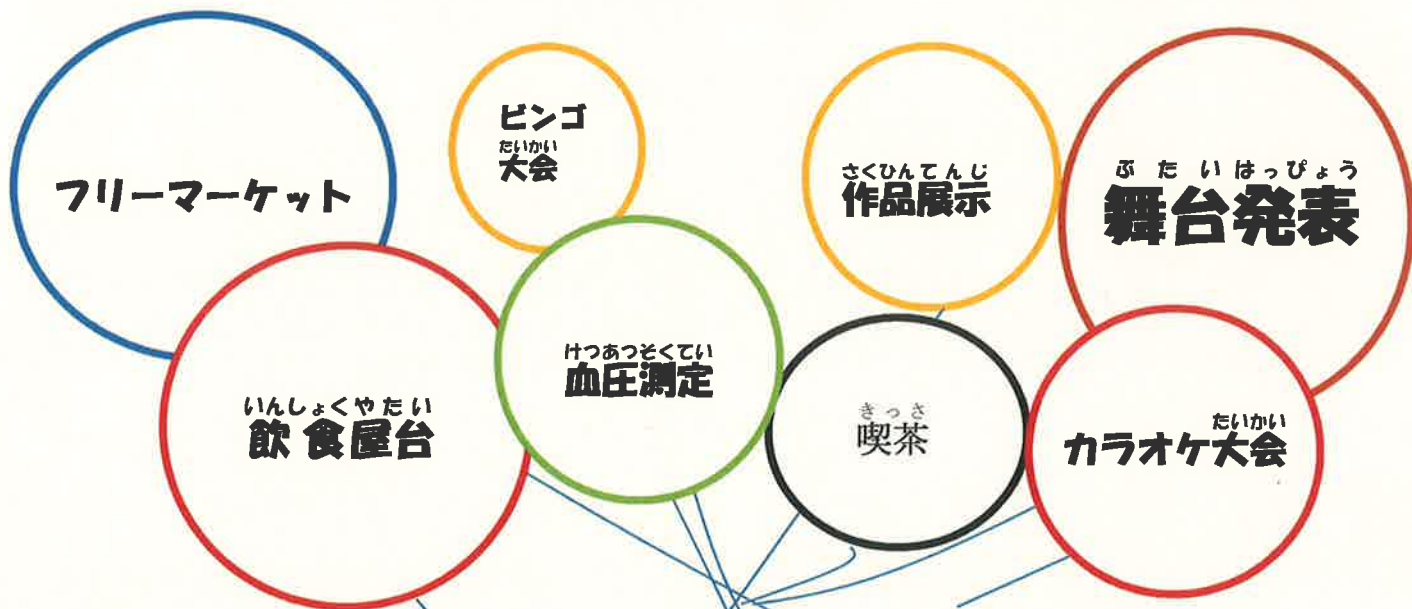 フリーマーケット
ビンゴ
たいかい
大会
さくひんてんじ
作品展示
ぶたいはっぴょう
舞台発表
いんしょくやたい
飲食屋台
けつあつそくてい
血圧測定
きっさ
喫茶
たいかい
カラオケ大会